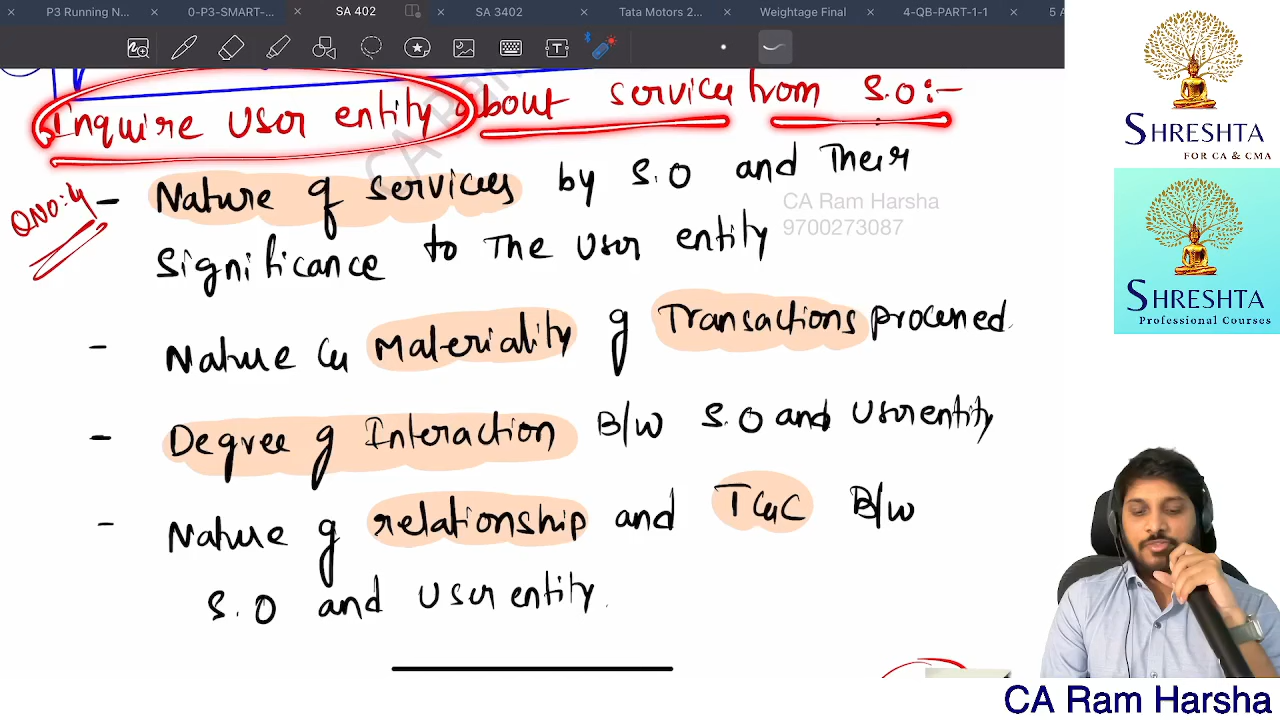 P3 Running N...
0-P3-SMART-...
SA 402
SA 3402
Tata Motors 2...
Weightage Final
4-QB-PART-1-1
5 A
Inquire user entity about service from S.O:-
QNO:4
- Nature of services by S.O and Their
significance to The User entity
CA Ram Harsha
9700273087
- Nature & Materiality of Transactions processed.
- Degree of Interaction B/w S.O and User entity
- Nature of relationship and T&C B/w
S.O and User entity.
SHRESHTA
FOR CA & CMA
SHRESHTA
Professional Courses
CA Ram Harsha